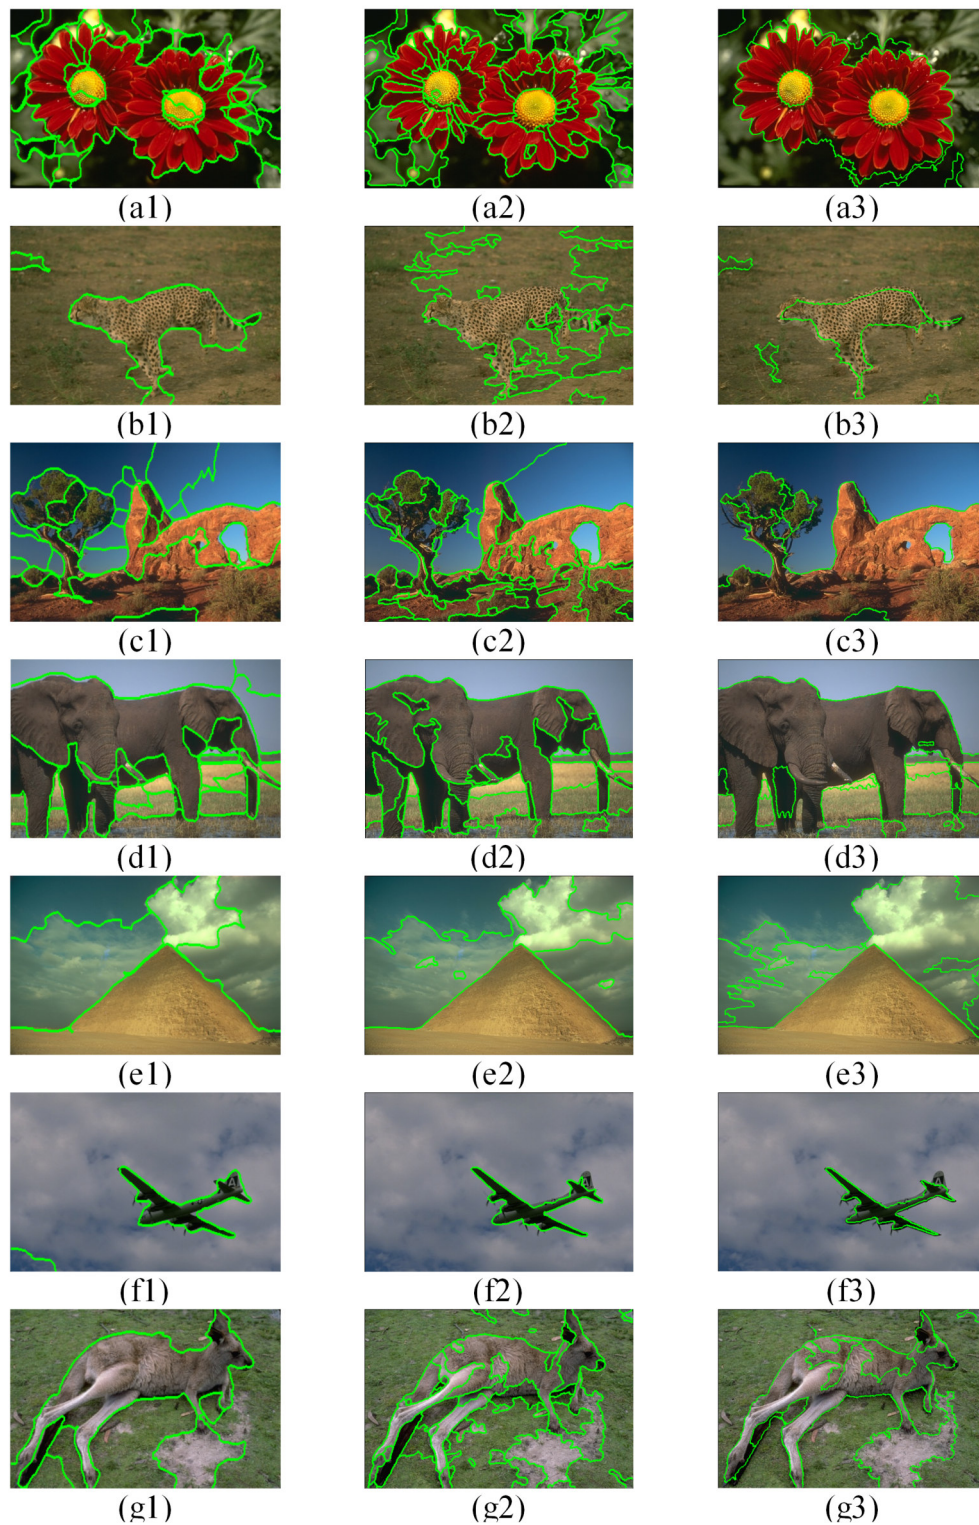 (a1) (a2) (a3)
(b1) (b2) (b3)
(c1) (c2) (c3)
(d1) (d2) (d3)
(e1) (e2) (e3)
(f1) (f2) (f3)
(g1) (g2) (g3)